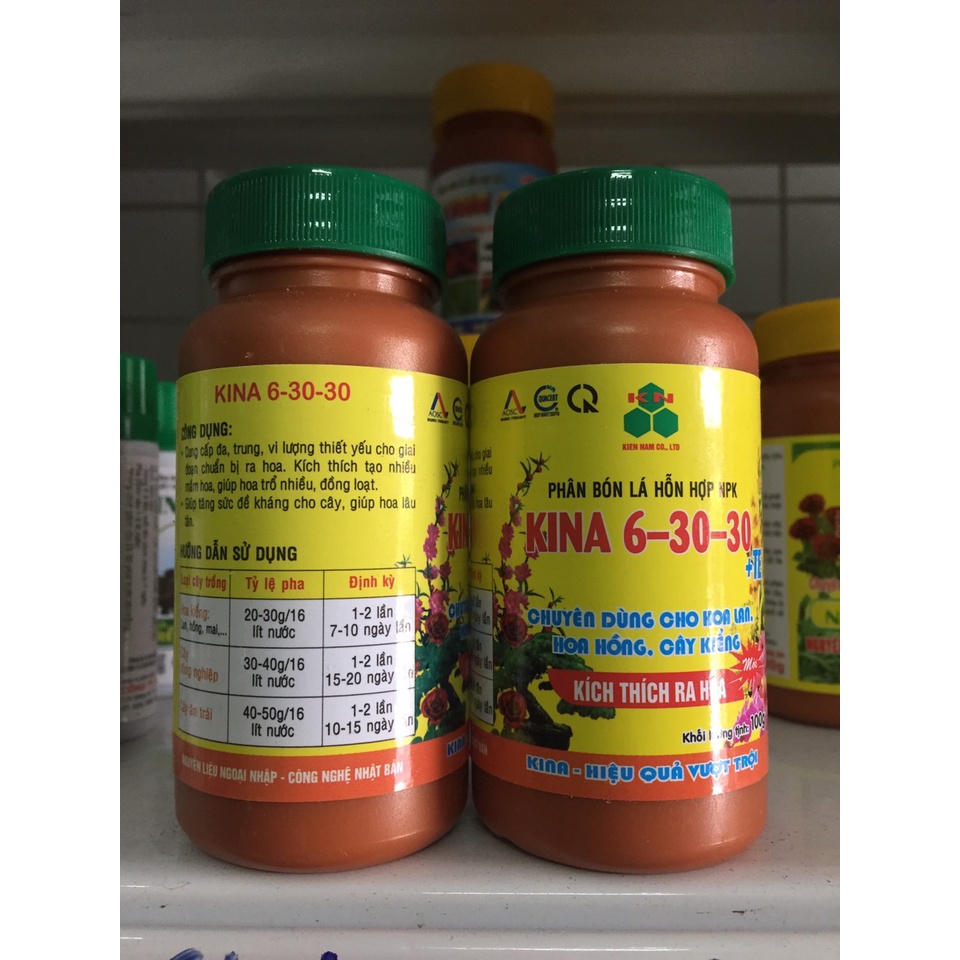 KINA 6-30-30
CÔNG DỤNG:
- Cung cấp đa, trung, vi lượng thiết yếu cho giai
đoạn chuẩn bị ra hoa. Kích thích tạo nhiều
mầm hoa, giúp hoa trổ nhiều, đồng loạt.
- Giúp tăng sức đề kháng cho cây, giúp hoa lâu
tàn.
HƯỚNG DẪN SỬ DỤNG
Loại cây trồng Tỷ lệ pha Định kỳ
Hoa kiểng: 20-30g/16 1-2 lần
Lan, hồng, mai,... lít nước 7-10 ngày lần
Cây 30-40g/16 1-2 lần
công nghiệp lít nước 15-20 ngày
Cây ăn trái 40-50g/16 1-2 lần
lít nước 10-15 ngày
NGUYÊN LIỆU NGOẠI NHẬP - CÔNG NGHỆ NHẬT BẢN
AOSC
QUACERT
KN
KIEN NAM CO., LTD
PHÂN BÓN LÁ HỖN HỢP NPK
KINA 6-30-30
+TE
CHUYÊN DÙNG CHO HOA LAN,
HOA HỒNG, CÂY KIỂNG
KÍCH THÍCH RA HOA
Khối lượng tịnh: 100g
KINA - HIỆU QUẢ VƯỢT TRỘI